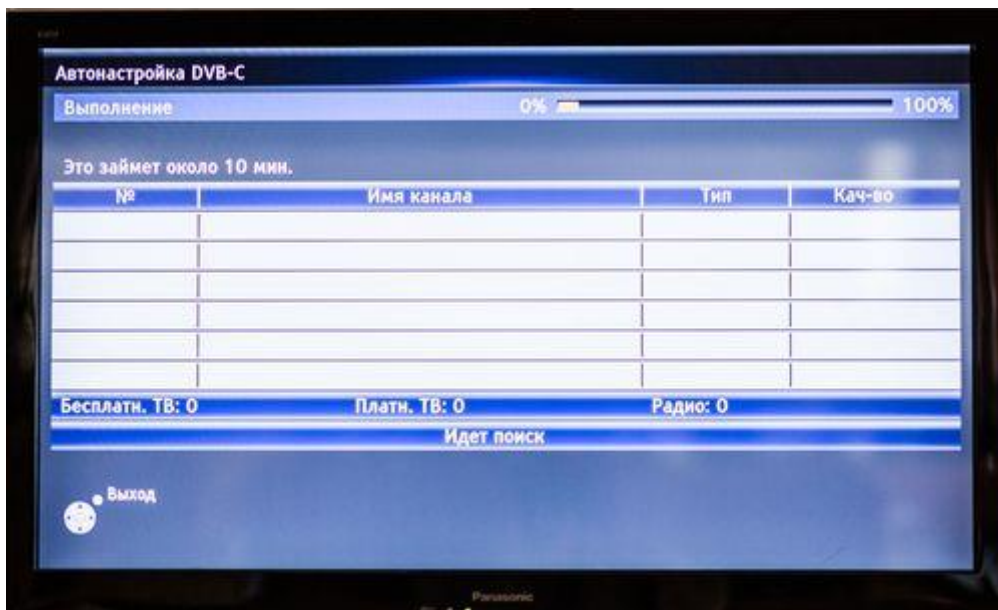 Автонастройка DVB-C
Выполнение 0% 100%
Это займет около 10 мин.
№ Имя канала Тип Кач-во
Бесплатн. ТВ: 0 Платн. ТВ: 0 Радио: 0
Идет поиск
Выход
Panasonic